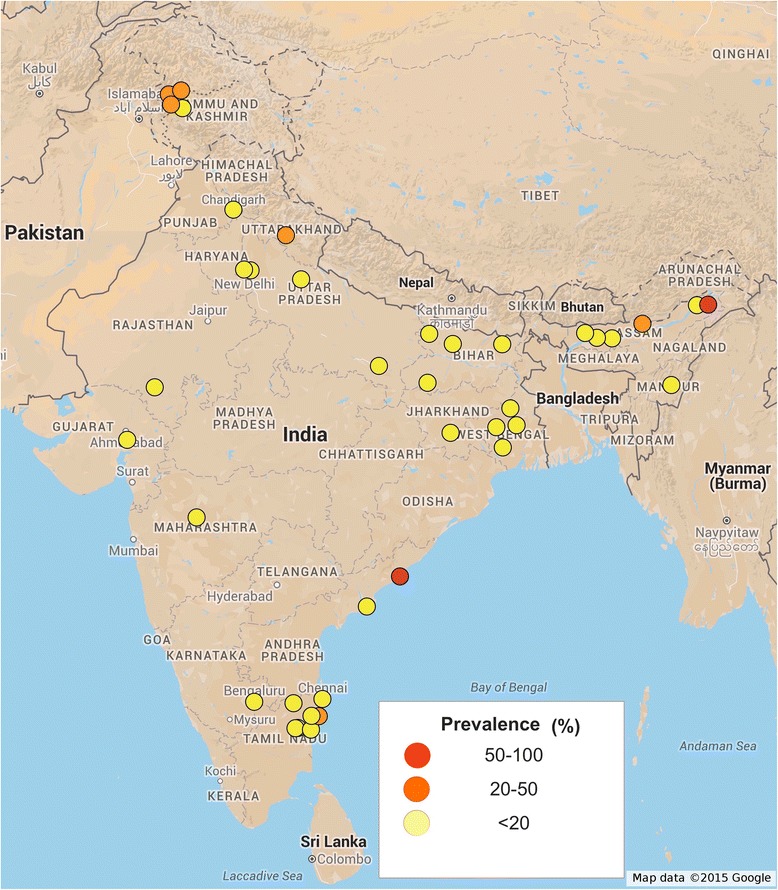 QINGHAI
Kabul
کابل
Islamaba
اسلام آباد
MMU AND
KASHMIR
Lahore
لاہور
HIMACHAL
PRADESH
Chandigarh
TIBET
PUNJAB
UTTARAKHAND
Pakistan
HARYANA
New Delhi
UTTAR
PRADESH
Nepal
ARUNACHAL
PRADESH
Kathmandu
SIKKIM
Bhutan
Jaipur
RAJASTHAN
ASSAM
NAGALAND
BIHAR
MEGHALAYA
MANIPUR
Bangladesh
GUJARAT
MADHYA
PRADESH
JHARKHAND
TRIPURA
Ahmedabad
India
WEST BENGAL
MIZORAM
CHHATTISGARH
Surat
Myanmar
(Burma)
ODISHA
MAHARASHTRA
Naypyitaw
နေပြည်တော်
Mumbai
TELANGANA
Hyderabad
GOA
KARNATAKA
ANDHRA
PRADESH
Bengaluru
Chennai
Bay of Bengal
Mysuru
TAMIL NADU
Andaman Sea
Kochi
KERALA
Sri Lanka
Colombo
Laccadive Sea
Prevalence (%)
50-100
20-50
<20
Map data ©2015 Google